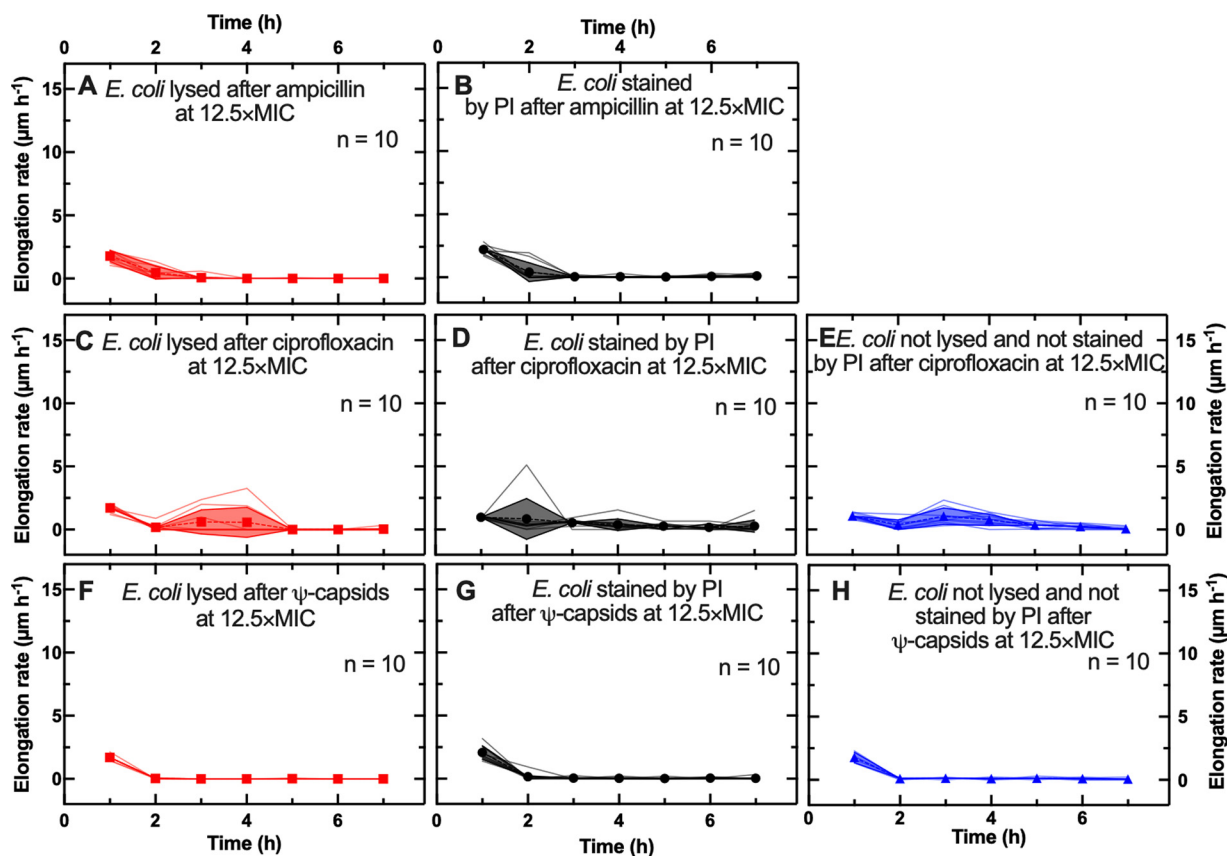 Time (h)
Time (h)
0 2 4 6
0 2 4 6
Elongation rate (µm h⁻¹)
15
10
5
0
A E. coli lysed after ampicillin
at 12.5×MIC
n = 10
B E. coli stained
by PI after ampicillin at 12.5×MIC
n = 10
Elongation rate (µm h⁻¹)
15
10
5
0
C E. coli lysed after ciprofloxacin
at 12.5×MIC
n = 10
D E. coli stained by PI
after ciprofloxacin at 12.5×MIC
n = 10
E E. coli not lysed and not stained
by PI after ciprofloxacin at 12.5×MIC
n = 10
15
10
5
0
Elongation rate (µm h⁻¹)
Elongation rate (µm h⁻¹)
15
10
5
0
F E. coli lysed after ψ-capsids
at 12.5×MIC
n = 10
G E. coli stained by PI
after ψ-capsids at 12.5×MIC
n = 10
H E. coli not lysed and not
stained by PI after
ψ-capsids at 12.5×MIC
n = 10
15
10
5
0
Elongation rate (µm h⁻¹)
0 2 4 6
0 2 4 6
0 2 4 6
Time (h)
Time (h)
Time (h)